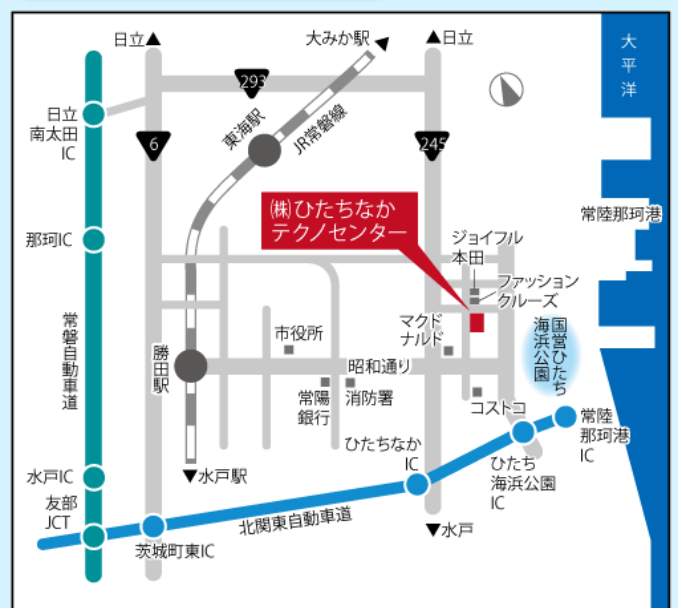 日立▲
大みか駅▲
▲日立
大平洋
293
日立
南太田
IC
6
東海駅
JR常磐線
245
常陸那珂港
㈱ひたちなか
テクノセンター
那珂IC
ジョイフル
本田
ファッション
クルーズ
常磐自動車道
勝田駅
市役所
マクド
ナルド
国営ひたち
海浜公園
昭和通り
常陽
銀行
消防署
コストコ
常陸
那珂港
IC
ひたちなか
IC
ひたち
海浜公園
IC
▼水戸駅
水戸IC
友部
JCT
北関東自動車道
茨城町東IC
▼水戸